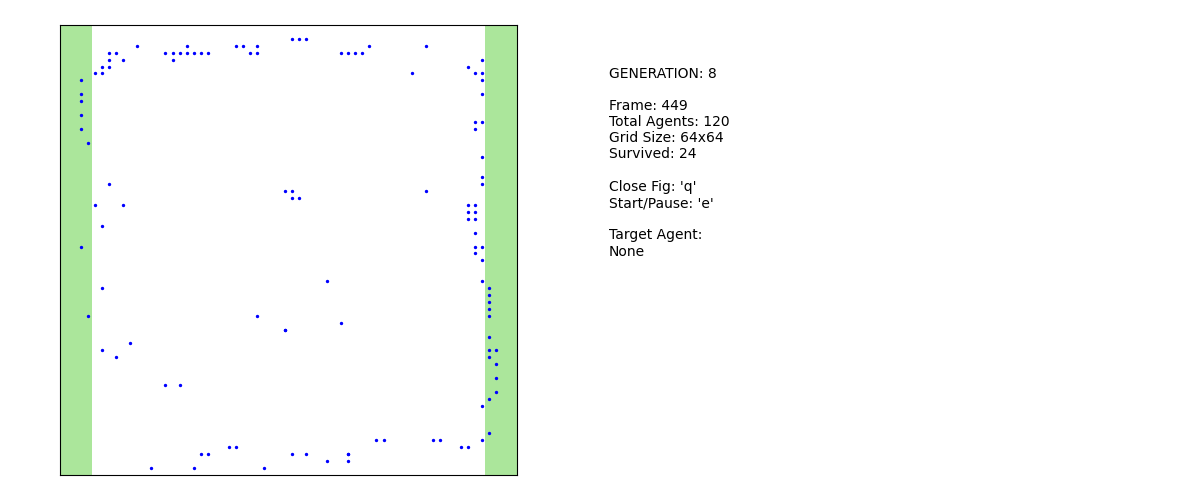 GENERATION: 8
Frame: 449
Total Agents: 120
Grid Size: 64x64
Survived: 24
Close Fig: 'q'
Start/Pause: 'e'
Target Agent:
None